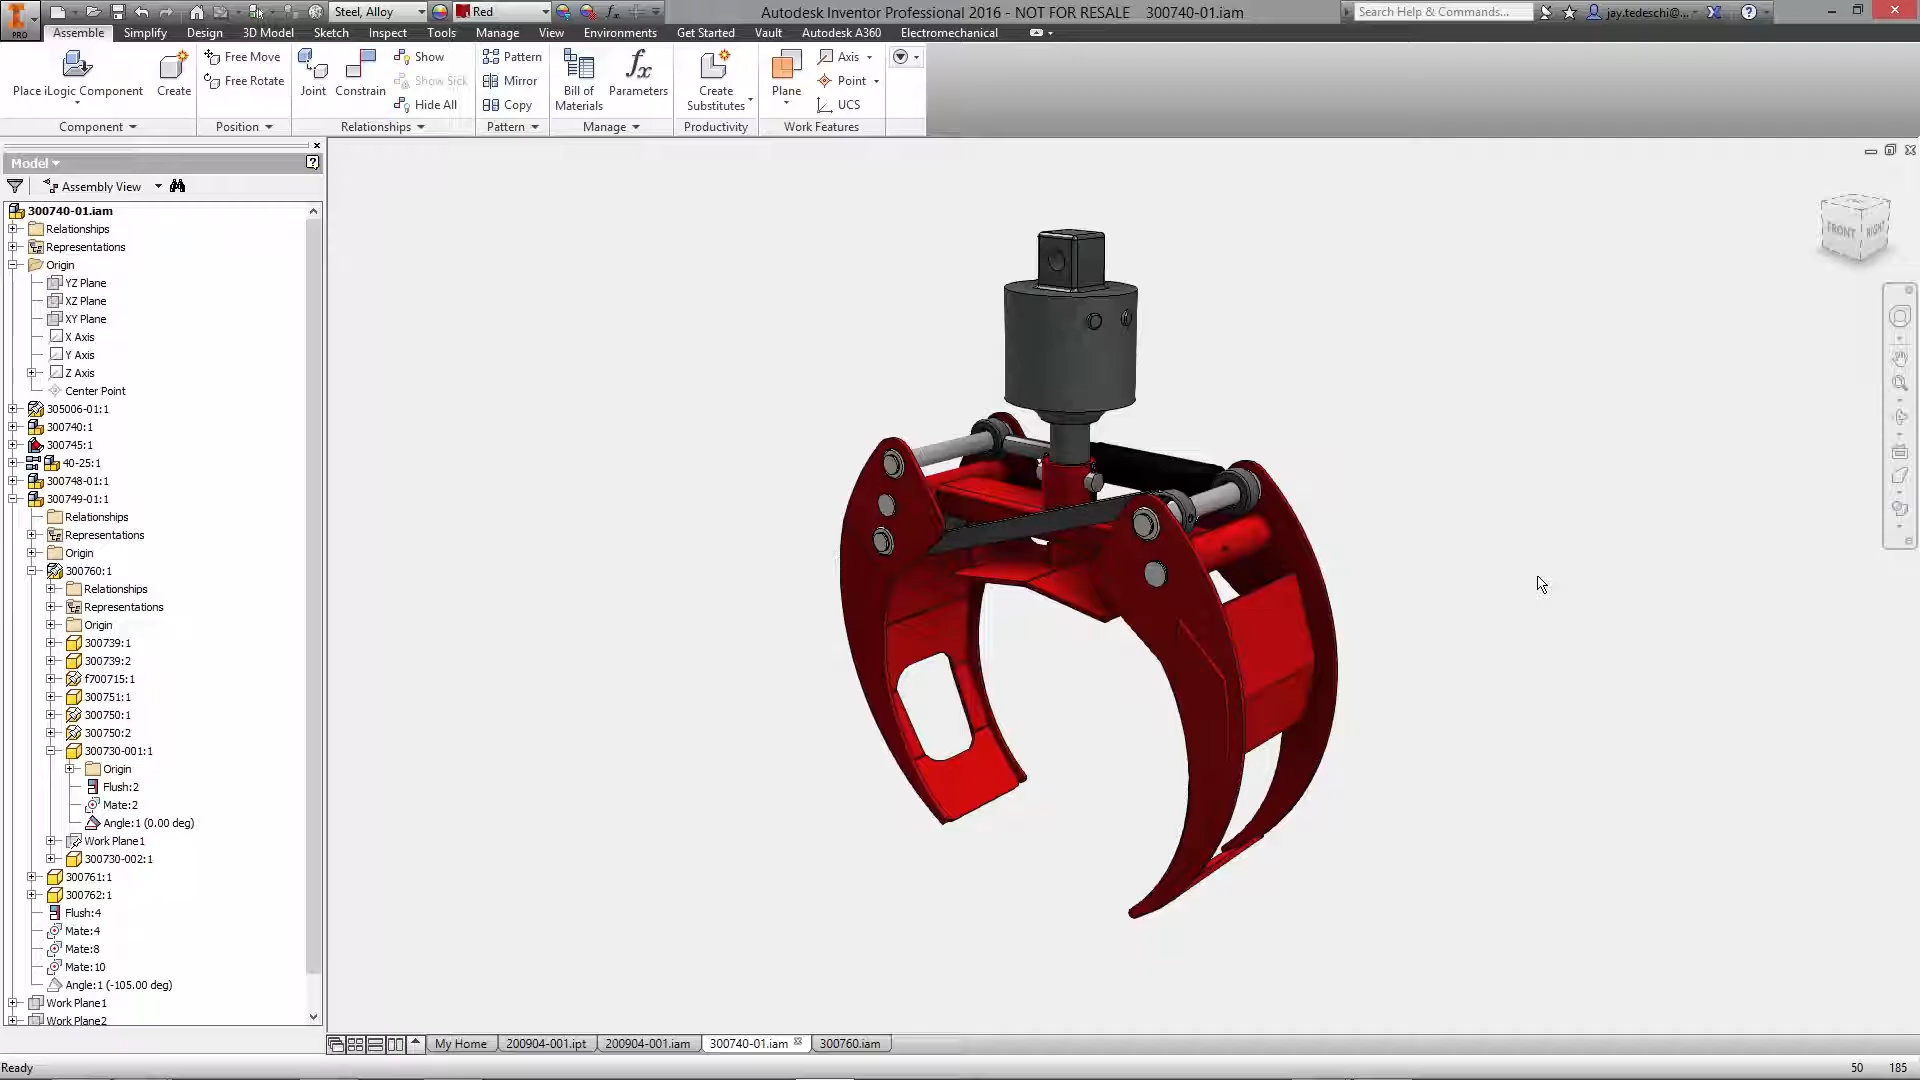 Steel, Alloy
Red
Autodesk Inventor Professional 2016 - NOT FOR RESALE 300740-01.iam
Search Help & Commands...
jay.tedeschi@...
PRO
Assemble Simplify Design 3D Model Sketch Inspect Tools Manage View Environments Get Started Vault Autodesk A360 Electromechanical
Place iLogic Component
Create
Free Move
Free Rotate
Joint
Constrain
Show
Show Sick
Hide All
Pattern
Mirror
Copy
Bill of
Materials
fx
Parameters
Create
Substitutes
Plane
Axis
Point
UCS
Component Position Relationships Pattern Manage Productivity Work Features
Model
Assembly View
300740-01.iam
Relationships
Representations
Origin
YZ Plane
XZ Plane
XY Plane
X Axis
Y Axis
Z Axis
Center Point
305006-01:1
300740:1
300745:1
40-25:1
300748-01:1
300749-01:1
Relationships
Representations
Origin
300760:1
Relationships
Representations
Origin
300739:1
300739:2
f700715:1
300751:1
300750:1
300750:2
300730-001:1
Origin
Flush:2
Mate:2
Angle:1 (0.00 deg)
Work Plane1
300730-002:1
300761:1
300762:1
Flush:4
Mate:4
Mate:8
Mate:10
Angle:1 (-105.00 deg)
Work Plane1
Work Plane2
FRONT RIGHT
My Home 200904-001.ipt 200904-001.iam 300740-01.iam 300760.iam
Ready
50 185